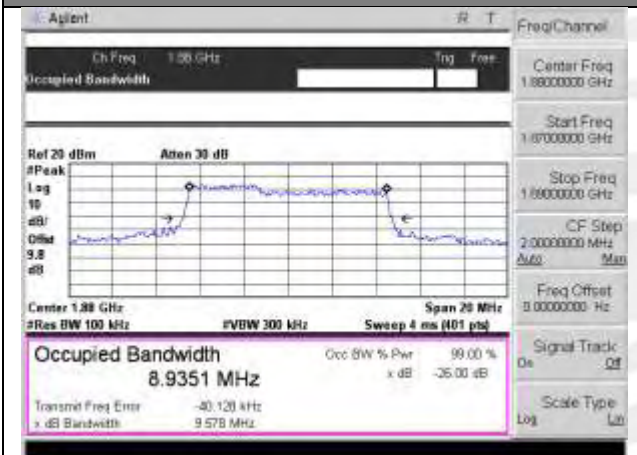 Agilent
R T
Ch Freq 1.88 GHz Trig Free
Occupied Bandwidth
Ref 20 dBm Atten 30 dB
#Peak
Log
10
dB/
Offst
9.8
dB
Center 1.88 GHz Span 20 MHz
#Res BW 100 kHz #VBW 300 kHz Sweep 4 ms (401 pts)
Occupied Bandwidth Occ BW % Pwr 99.00 %
8.9351 MHz x dB -26.00 dB
Transmit Freq Error -40.128 kHz
x dB Bandwidth 9.578 MHz
Freq/Channel
Center Freq
1.88000000 GHz
Start Freq
1.87000000 GHz
Stop Freq
1.89000000 GHz
CF Step
2.00000000 MHz
Auto Man
Freq Offset
0.00000000 Hz
Signal Track
On Off
Scale Type
Log Lin